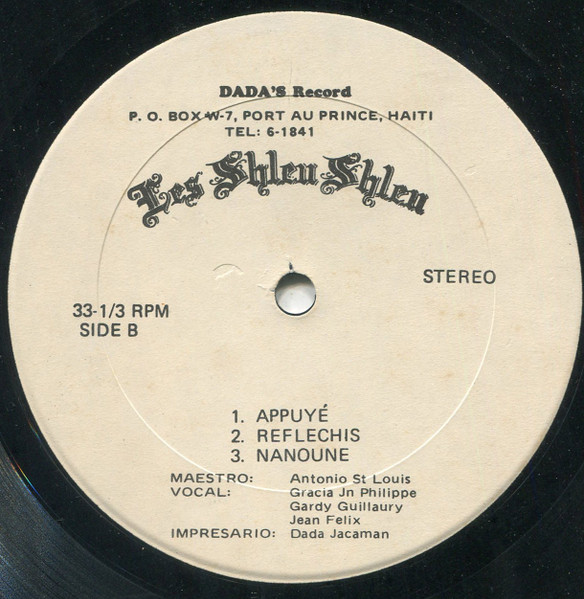 DADA'S Record
P. O. BOX W-7, PORT AU PRINCE, HAITI
TEL: 6-1841
Les Shleu Shleu
STEREO
33-1/3 RPM
SIDE B
1. APPUYÉ
2. REFLECHIS
3. NANOUNE
MAESTRO: Antonio St Louis
VOCAL: Gracia Jn Philippe
Gardy Guillaury
Jean Felix
IMPRESARIO: Dada Jacaman